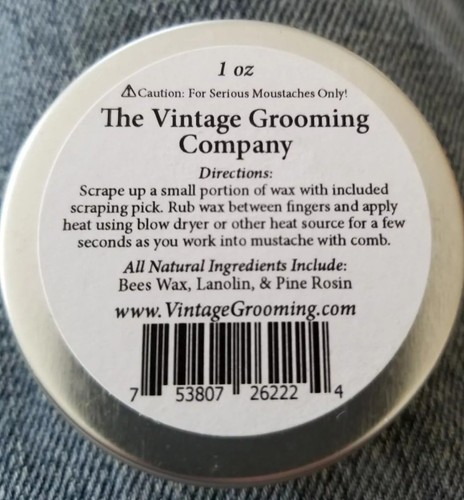 1 oz
⚠Caution: For Serious Moustaches Only!
The Vintage Grooming
Company
Directions:
Scrape up a small portion of wax with included
scraping pick. Rub wax between fingers and apply
heat using blow dryer or other heat source for a few
seconds as you work into mustache with comb.
All Natural Ingredients Include:
Bees Wax, Lanolin, & Pine Rosin
www.VintageGrooming.com
7 53807 26222 4